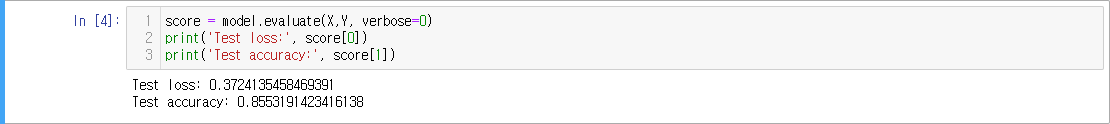 In [4]:
1 score = model.evaluate(X,Y, verbose=0)
2 print('Test loss:', score[0])
3 print('Test accuracy:', score[1])
Test loss: 0.3724135458469391
Test accuracy: 0.8553191423416138